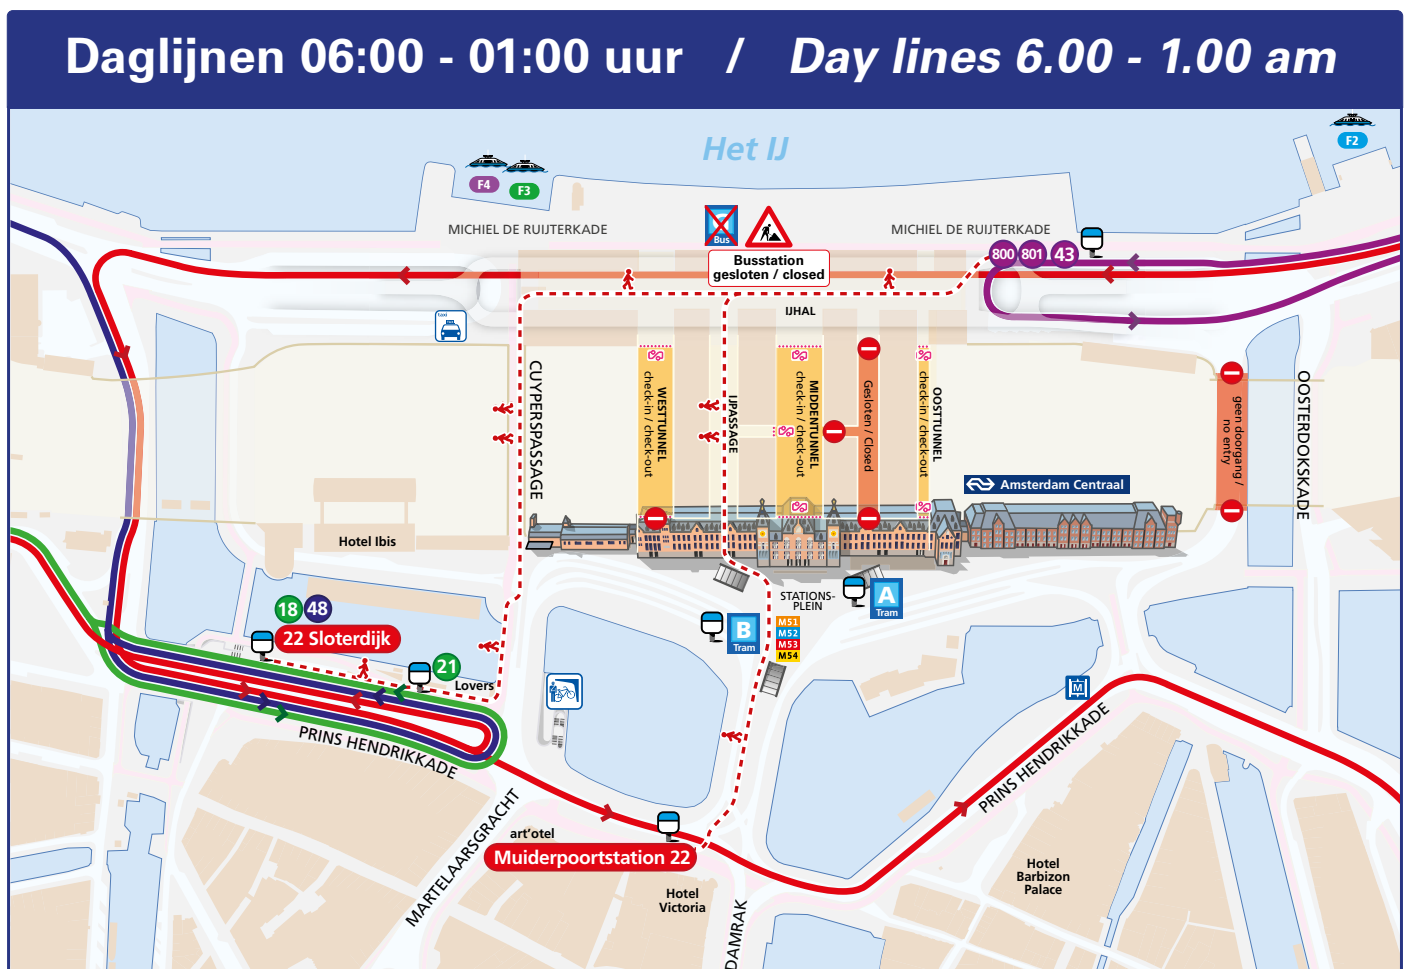 Daglijnen 06:00 - 01:00 uur / Day lines 6.00 - 1.00 am
Het IJ
F2
F4
F3
MICHIEL DE RUIJTERKADE
Bus
MICHIEL DE RUIJTERKADE
Busstation
gesloten / closed
800 801 43
taxi
IJHAL
CUYPERSPASSAGE
WESTTUNNEL
check-in / check-out
IJPASSAGE
MIDDENTUNNEL
check-in / check-out
Gesloten / Closed
OOSTTUNNEL
check-in / check-out
geen doorgang /
no entry
OOSTERDOKSKADE
Amsterdam Centraal
Hotel Ibis
STATIONS-
PLEIN
A
Tram
B
Tram
M51
M52
M53
M54
18 48
22 Sloterdijk
21
Lovers
M
PRINS HENDRIKKADE
PRINS HENDRIKKADE
MARTELAARSGRACHT
art'otel
Muiderpoortstation 22
Hotel
Victoria
DAMRAK
Hotel
Barbizon
Palace